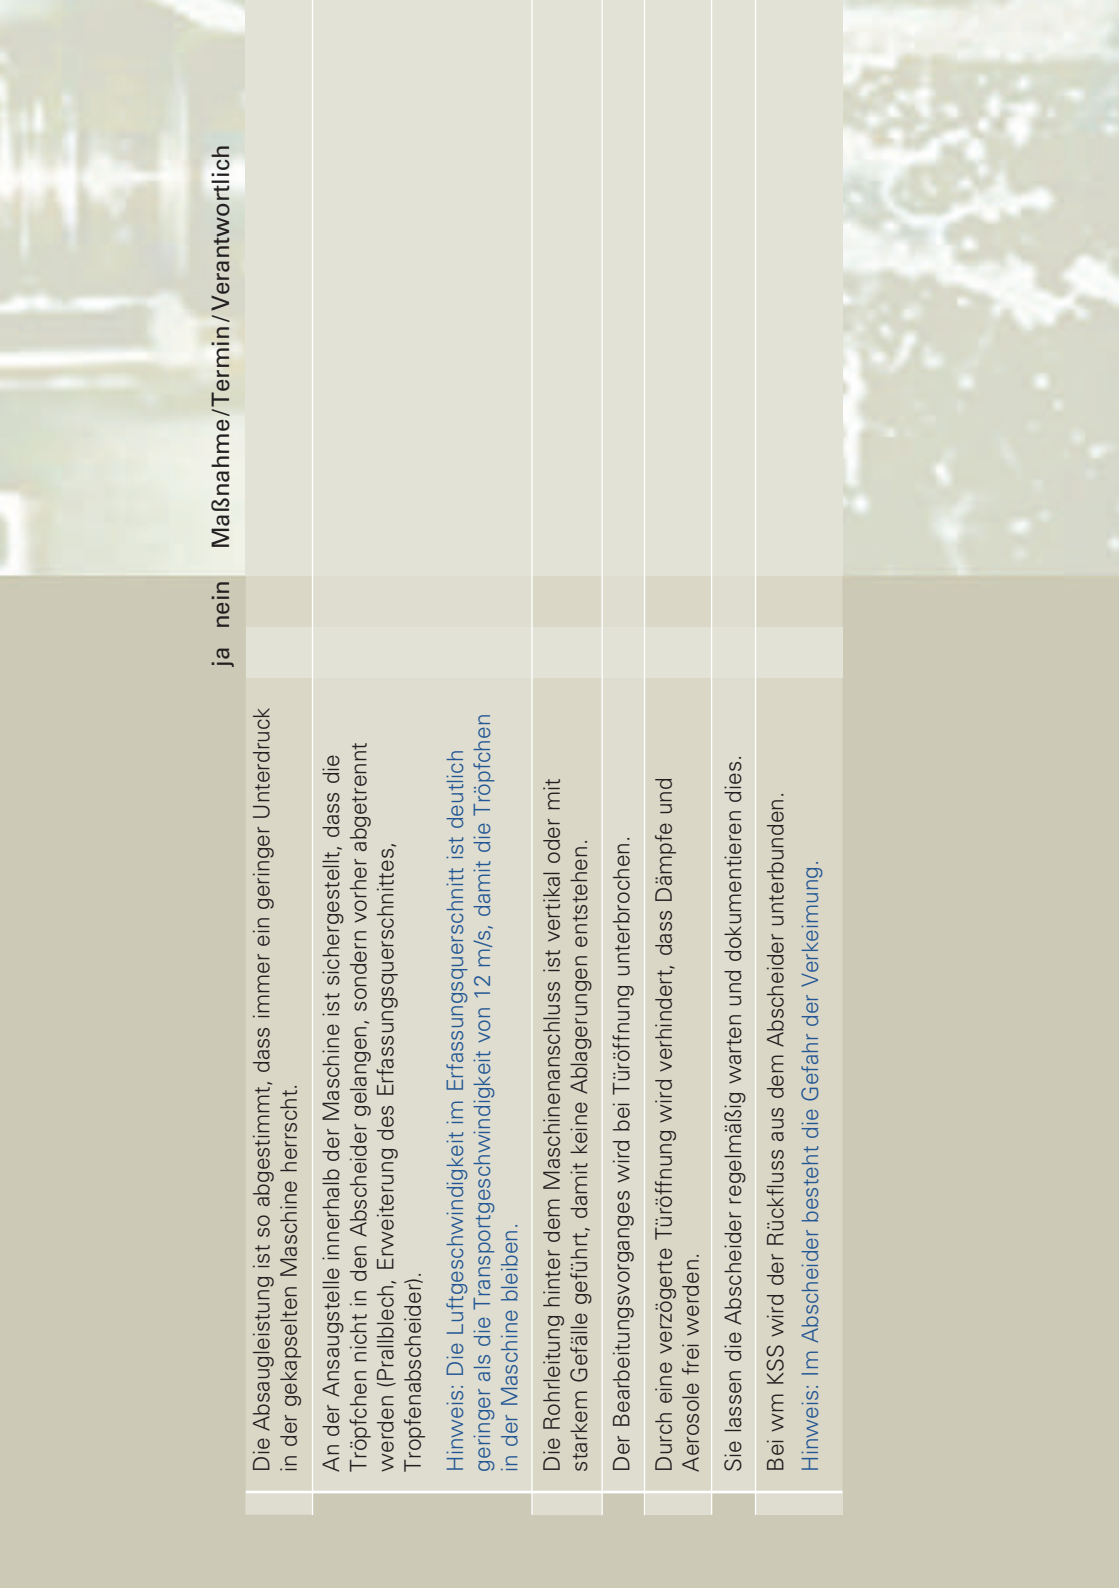 ja nein Maßnahme/Termin/Verantwortlich
Die Absaugleistung ist so abgestimmt, dass immer ein geringer Unterdruck
in der gekapselten Maschine herrscht.
An der Ansaugstelle innerhalb der Maschine ist sichergestellt, dass die
Tröpfchen nicht in den Abscheider gelangen, sondern vorher abgetrennt
werden (Prallblech, Erweiterung des Erfassungsquerschnittes,
Tropfenabscheider).
Hinweis: Die Luftgeschwindigkeit im Erfassungsquerschnitt ist deutlich
geringer als die Transportgeschwindigkeit von 12 m/s, damit die Tröpfchen
in der Maschine bleiben.
Die Rohrleitung hinter dem Maschinenanschluss ist vertikal oder mit
starkem Gefälle geführt, damit keine Ablagerungen entstehen.
Der Bearbeitungsvorganges wird bei Türöffnung unterbrochen.
Durch eine verzögerte Türöffnung wird verhindert, dass Dämpfe und
Aerosole frei werden.
Sie lassen die Abscheider regelmäßig warten und dokumentieren dies.
Bei wm KSS wird der Rückfluss aus dem Abscheider unterbunden.
Hinweis: Im Abscheider besteht die Gefahr der Verkeimung.